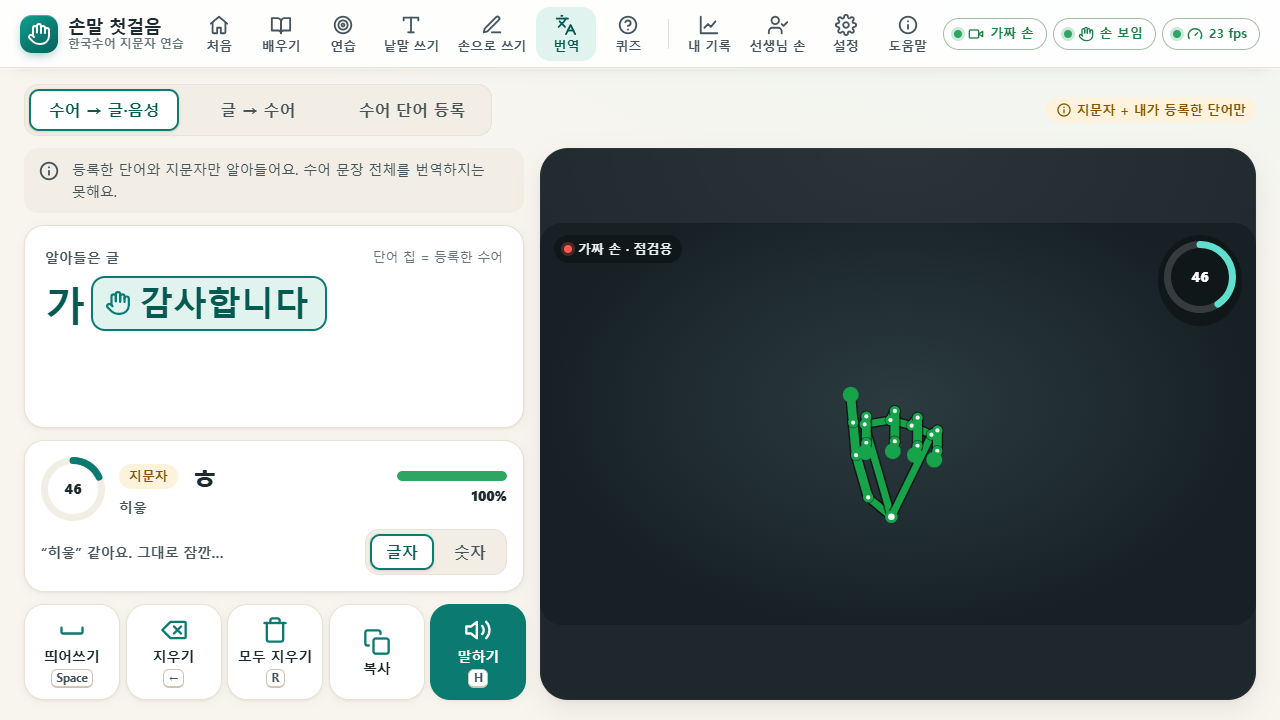 손말 첫걸음
한국수어 지문자 연습
처음
배우기
연습
낱말 쓰기
손으로 쓰기
번역
퀴즈
내 기록
선생님 손
설정
도움말
가짜 손
손 보임
23 fps
수어 → 글·음성
글 → 수어
수어 단어 등록
지문자 + 내가 등록한 단어만
등록한 단어와 지문자만 알아들어요. 수어 문장 전체를 번역하지는
못해요.
알아들은 글
단어 칩 = 등록한 수어
가 감사합니다
가짜 손 · 점검용
46
46
지문자
ㅎ
히읗
100%
“히읗” 같아요. 그대로 잠깐…
글자
숫자
띄어쓰기
Space
지우기
←
모두 지우기
R
복사
말하기
H